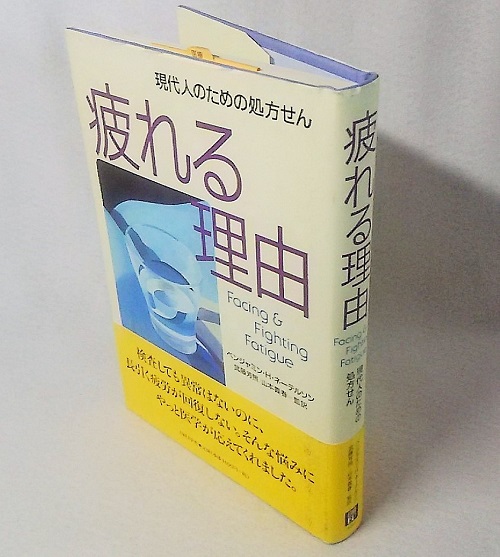 現代人のための処方せん
疲れる
理由
Facing &
Fighting
Fatigue
ベンジャミン・H・ネーテルソン
監訳
検査しても異常はないのに、
長引く疲労が回復しない。そんな悩みに
やっと医学が応えてくれました。
疲れる理由
Facing &
Fighting
Fatigue
現代人のための
処方せん